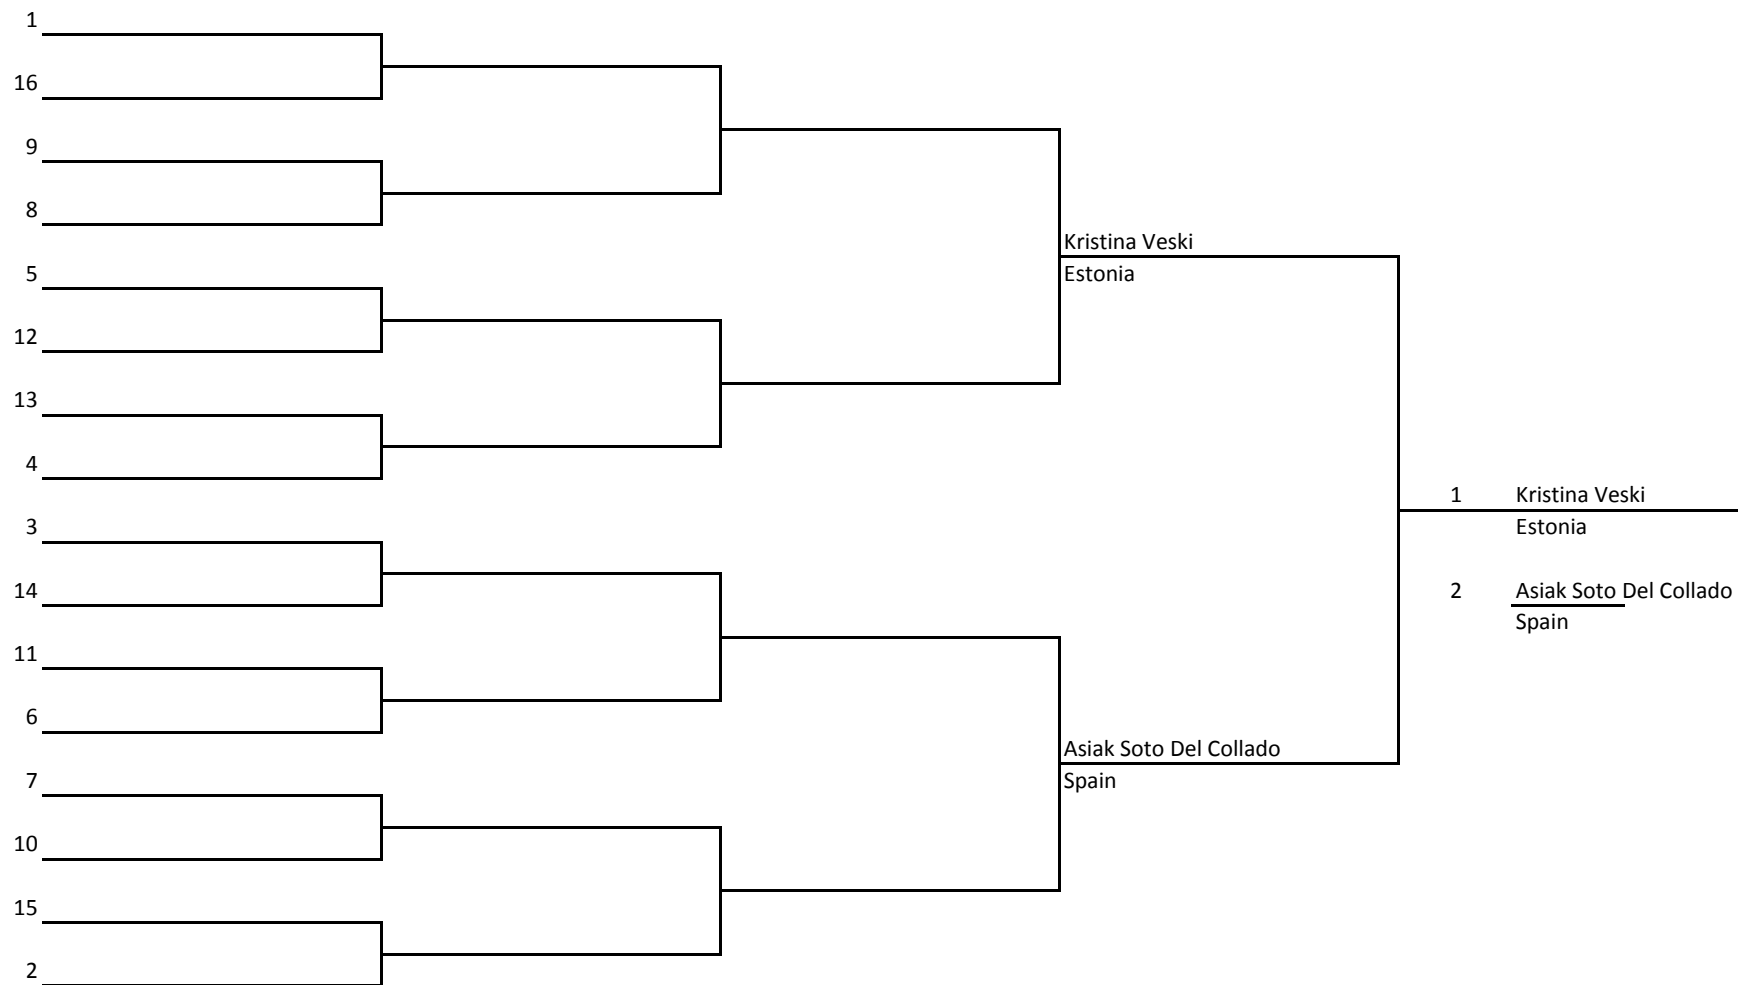 1
16
9
8
Kristina Veski
Estonia
5
12
13
4
1 Kristina Veski
Estonia
3
14
2 Asiak Soto Del Collado
Spain
11
6
Asiak Soto Del Collado
Spain
7
10
15
2